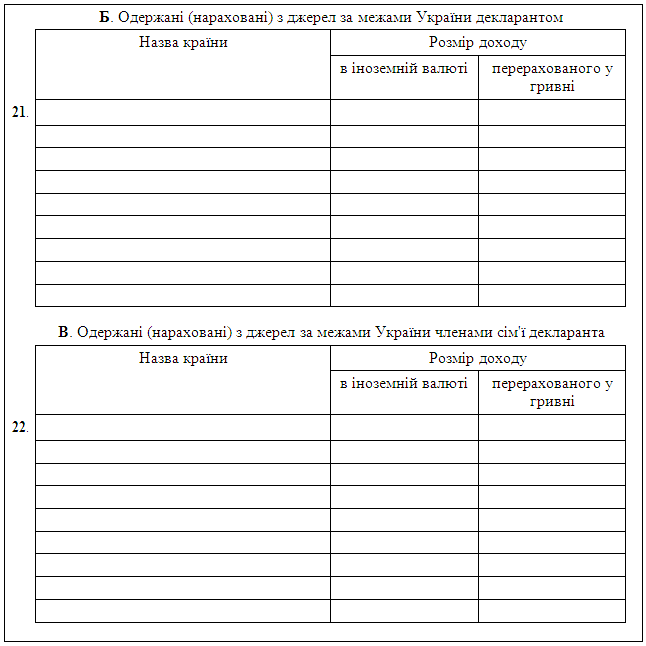 Б. Одержані (нараховані) з джерел за межами України декларантом
Назва країни
Розмір доходу
в іноземній валюті
перерахованого у
гривні
21.
В. Одержані (нараховані) з джерел за межами України членами сім'ї декларанта
Назва країни
Розмір доходу
в іноземній валюті
перерахованого у
гривні
22.